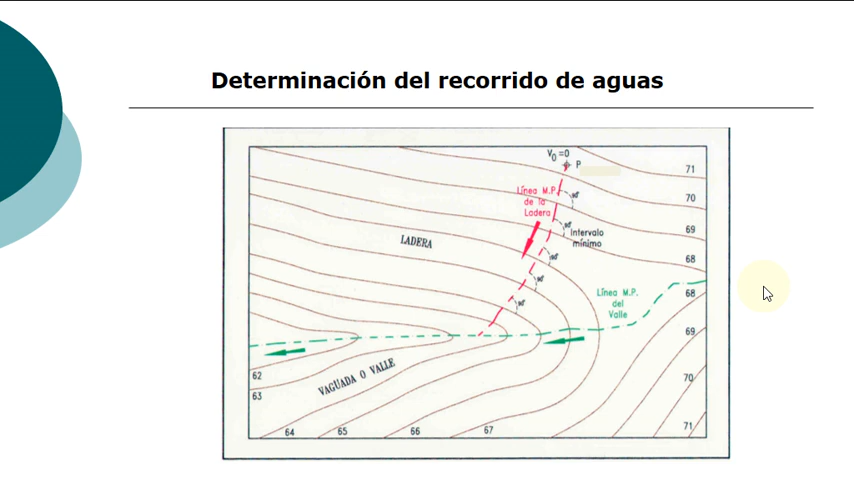 Determinación del recorrido de aguas
V₀=0
P
71
Línea M.P.
de la
Ladera
70
Intervalo
mínimo
69
LADERA
68
Línea M.P.
del
Valle
68
69
VAGUADA O VALLE
62
70
63
71
64
65
66
67